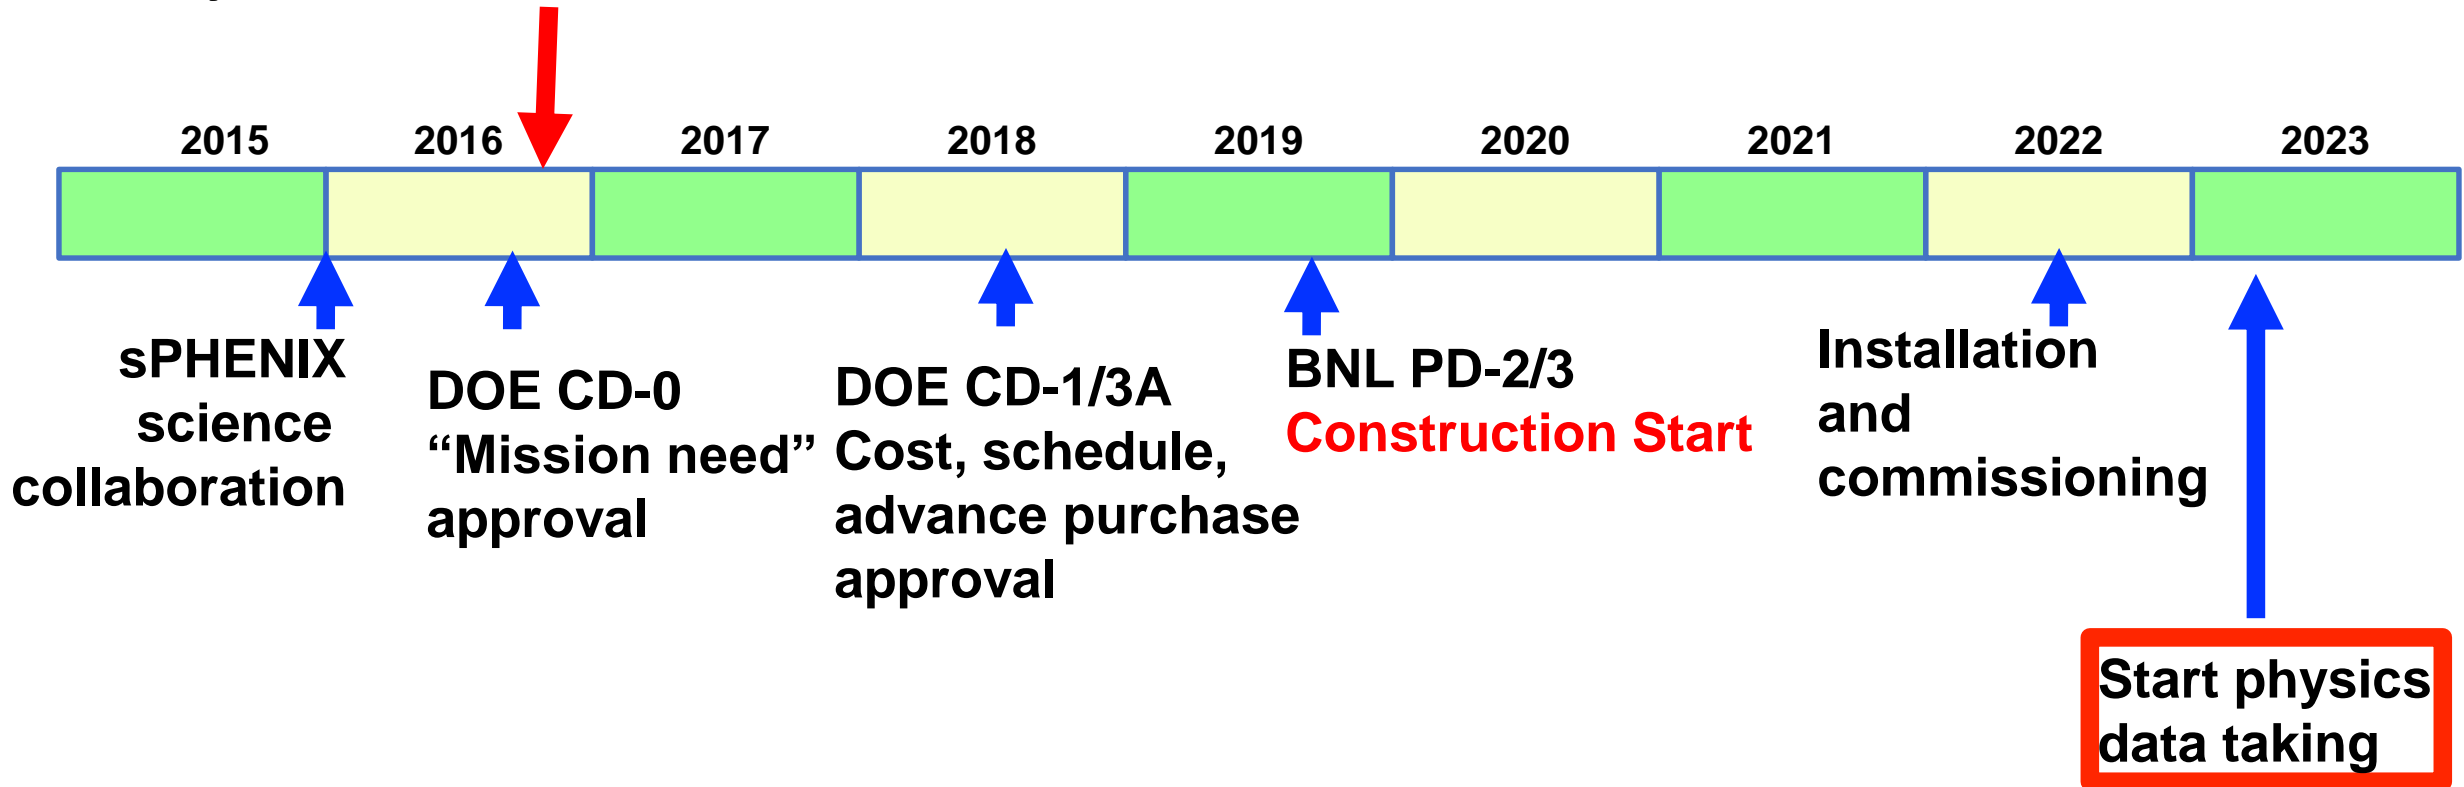 2015 2016 2017 2018 2019 2020 2021 2022 2023
sPHENIX
science
collaboration
DOE CD-0
“Mission need”
approval
DOE CD-1/3A
Cost, schedule,
advance purchase
approval
BNL PD-2/3
Construction Start
Installation
and
commissioning
Start physics
data taking